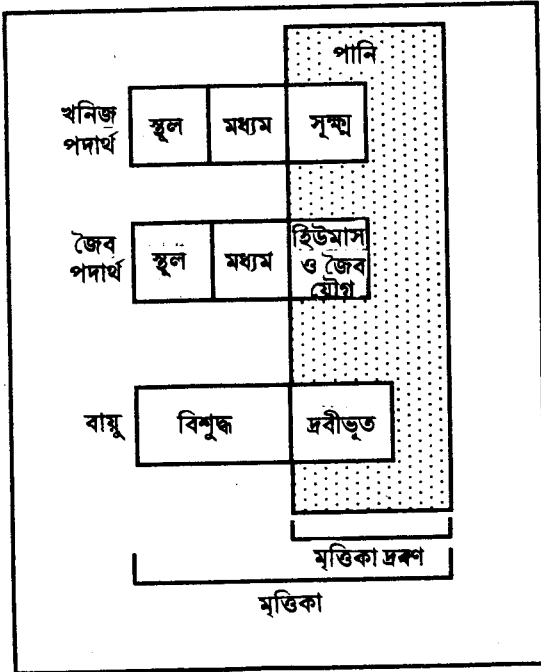 পানি
খনিজ
পদার্থ
স্থূল
মধ্যম
সূক্ষ্ম
জৈব
পদার্থ
স্থূল
মধ্যম
হিউমাস
ও জৈব
যৌগ
বায়ু
বিশুদ্ধ
দ্রবীভূত
মৃত্তিকা দ্রবণ
মৃত্তিকা